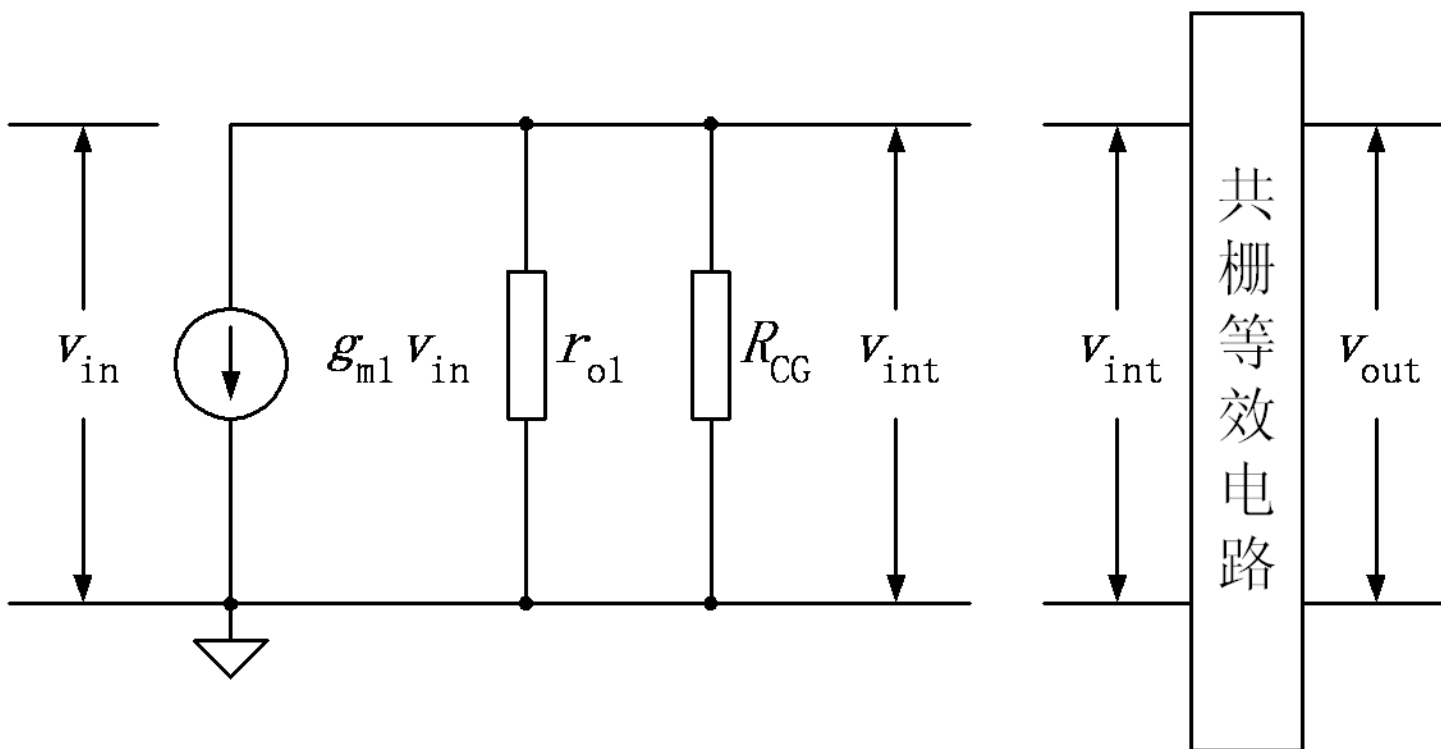 v_in
g_m1 v_in
r_o1
R_CG
v_int
v_int
共栅等效电路
v_out